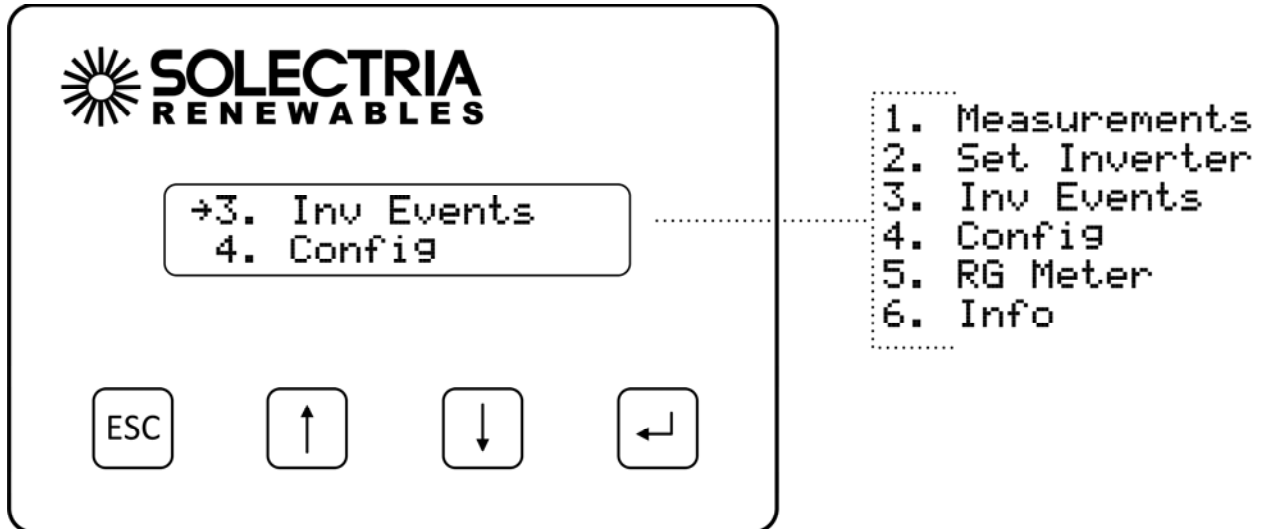 SOLECTRIA
RENEWABLES
→3. Inv Events
4. Config
ESC
↑
↓
↵
1. Measurements
2. Set Inverter
3. Inv Events
4. Config
5. RG Meter
6. Info